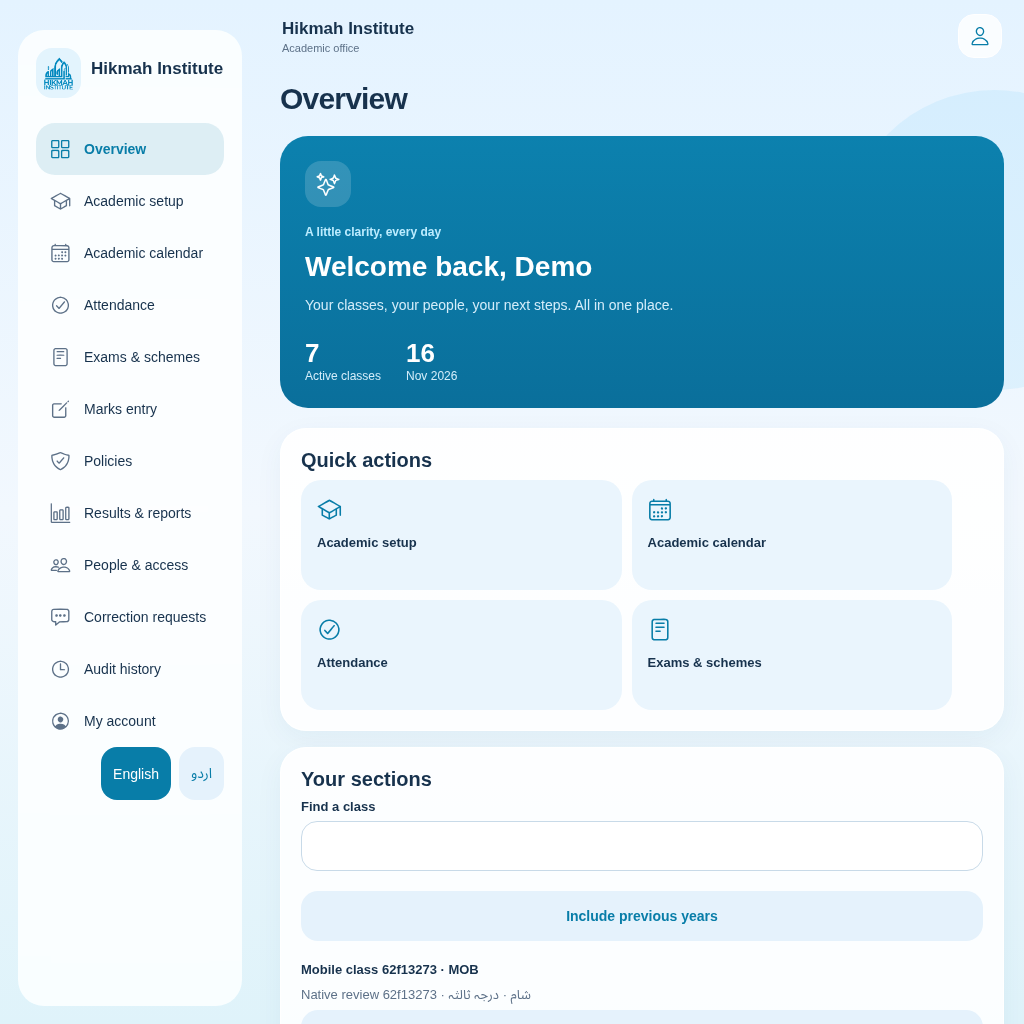 HIKMAH
INSTITUTE
Hikmah Institute
Overview
Academic setup
Academic calendar
Attendance
Exams & schemes
Marks entry
Policies
Results & reports
People & access
Correction requests
Audit history
My account
English
اردو
Hikmah Institute
Academic office
Overview
A little clarity, every day
Welcome back, Demo
Your classes, your people, your next steps. All in one place.
7 16
Active classes Nov 2026
Quick actions
Academic setup
Academic calendar
Attendance
Exams & schemes
Your sections
Find a class
Include previous years
Mobile class 62f13273 · MOB
Native review 62f13273 · شام · درجہ ثالثہ